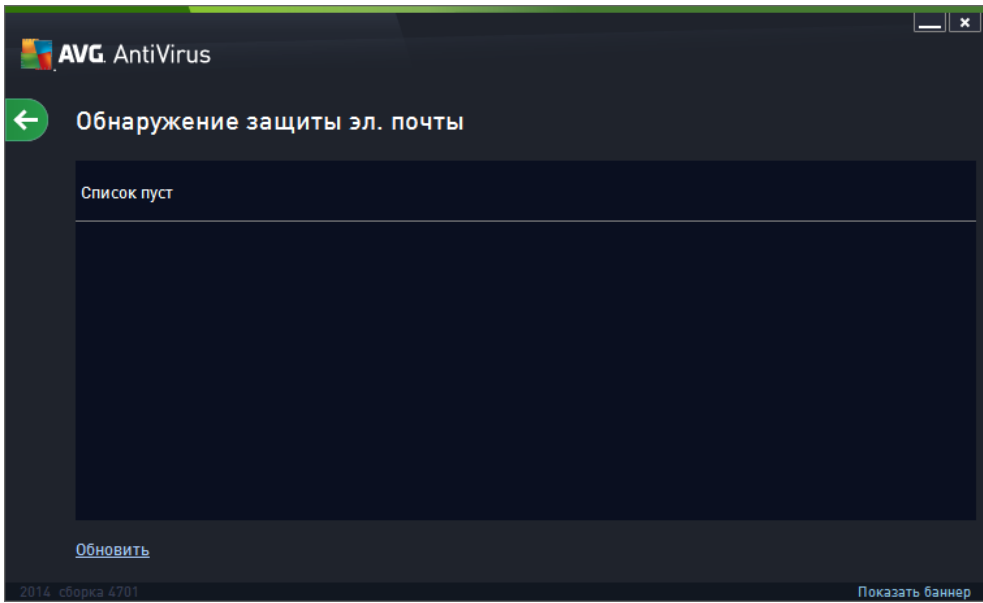 AVG. AntiVirus
Обнаружение защиты эл. почты
Список пуст
Обновить
2014 сборка 4701
Показать баннер